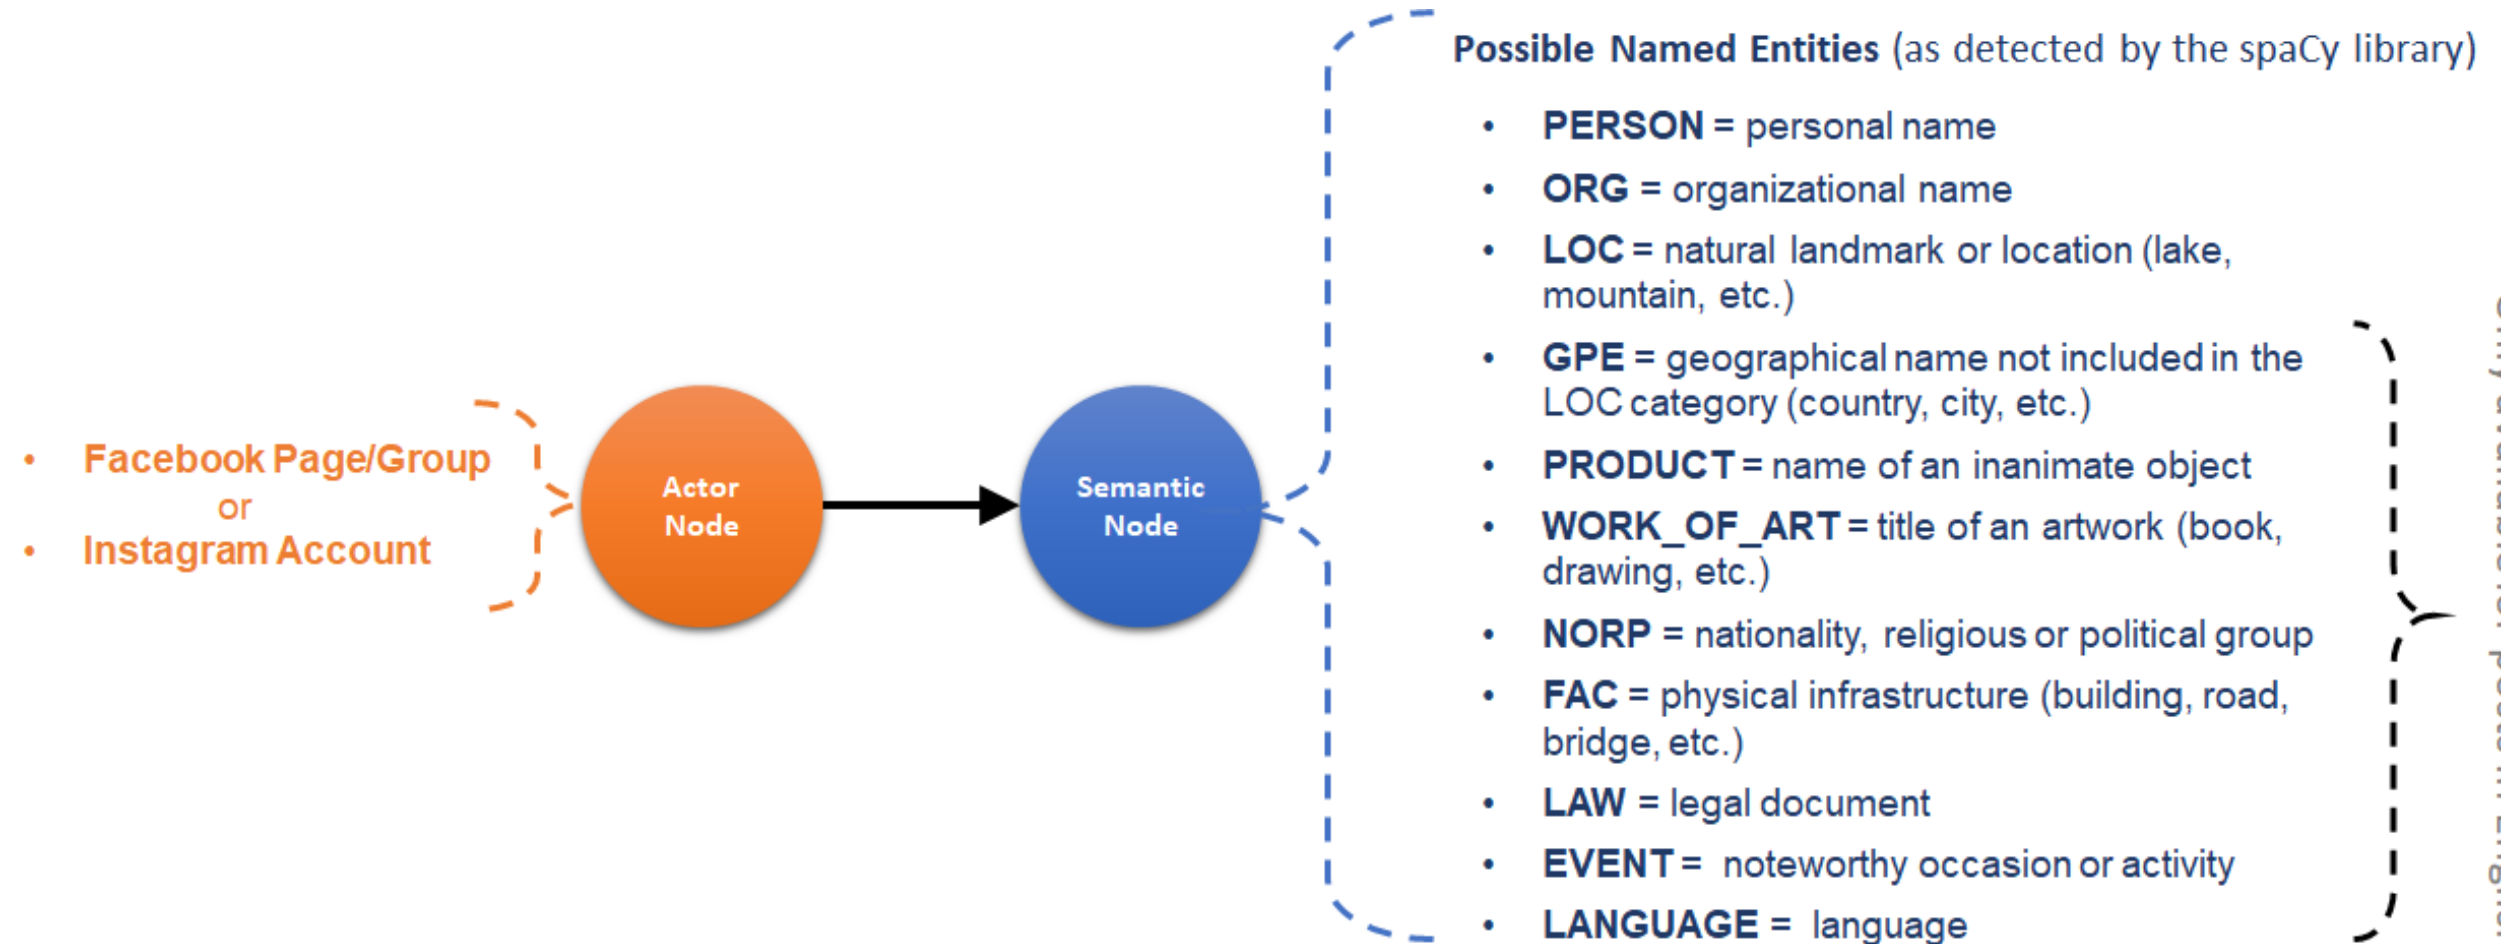 Possible Named Entities (as detected by the spaCy library)
• PERSON = personal name
• ORG = organizational name
• LOC = natural landmark or location (lake,
mountain, etc.)
• GPE = geographical name not included in the
LOC category (country, city, etc.)
• PRODUCT = name of an inanimate object
• WORK_OF_ART = title of an artwork (book,
drawing, etc.)
• NORP = nationality, religious or political group
• FAC = physical infrastructure (building, road,
bridge, etc.)
• LAW = legal document
• EVENT = noteworthy occasion or activity
• LANGUAGE = language
• Facebook Page/Group
or
• Instagram Account
Actor
Node
Semantic
Node